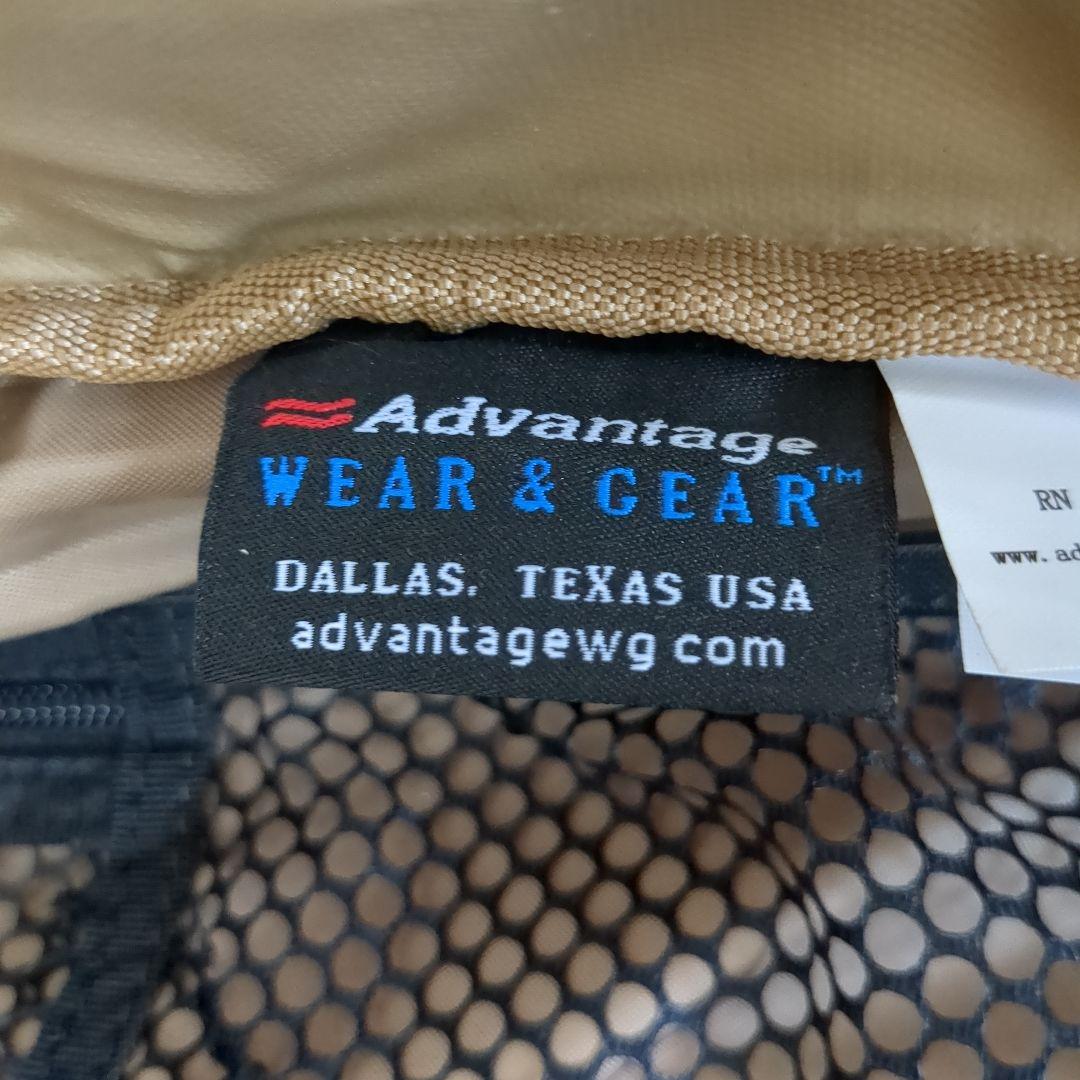 Advantage
WEAR & GEAR™
DALLAS. TEXAS USA
advantagewg com
RN
www.ad